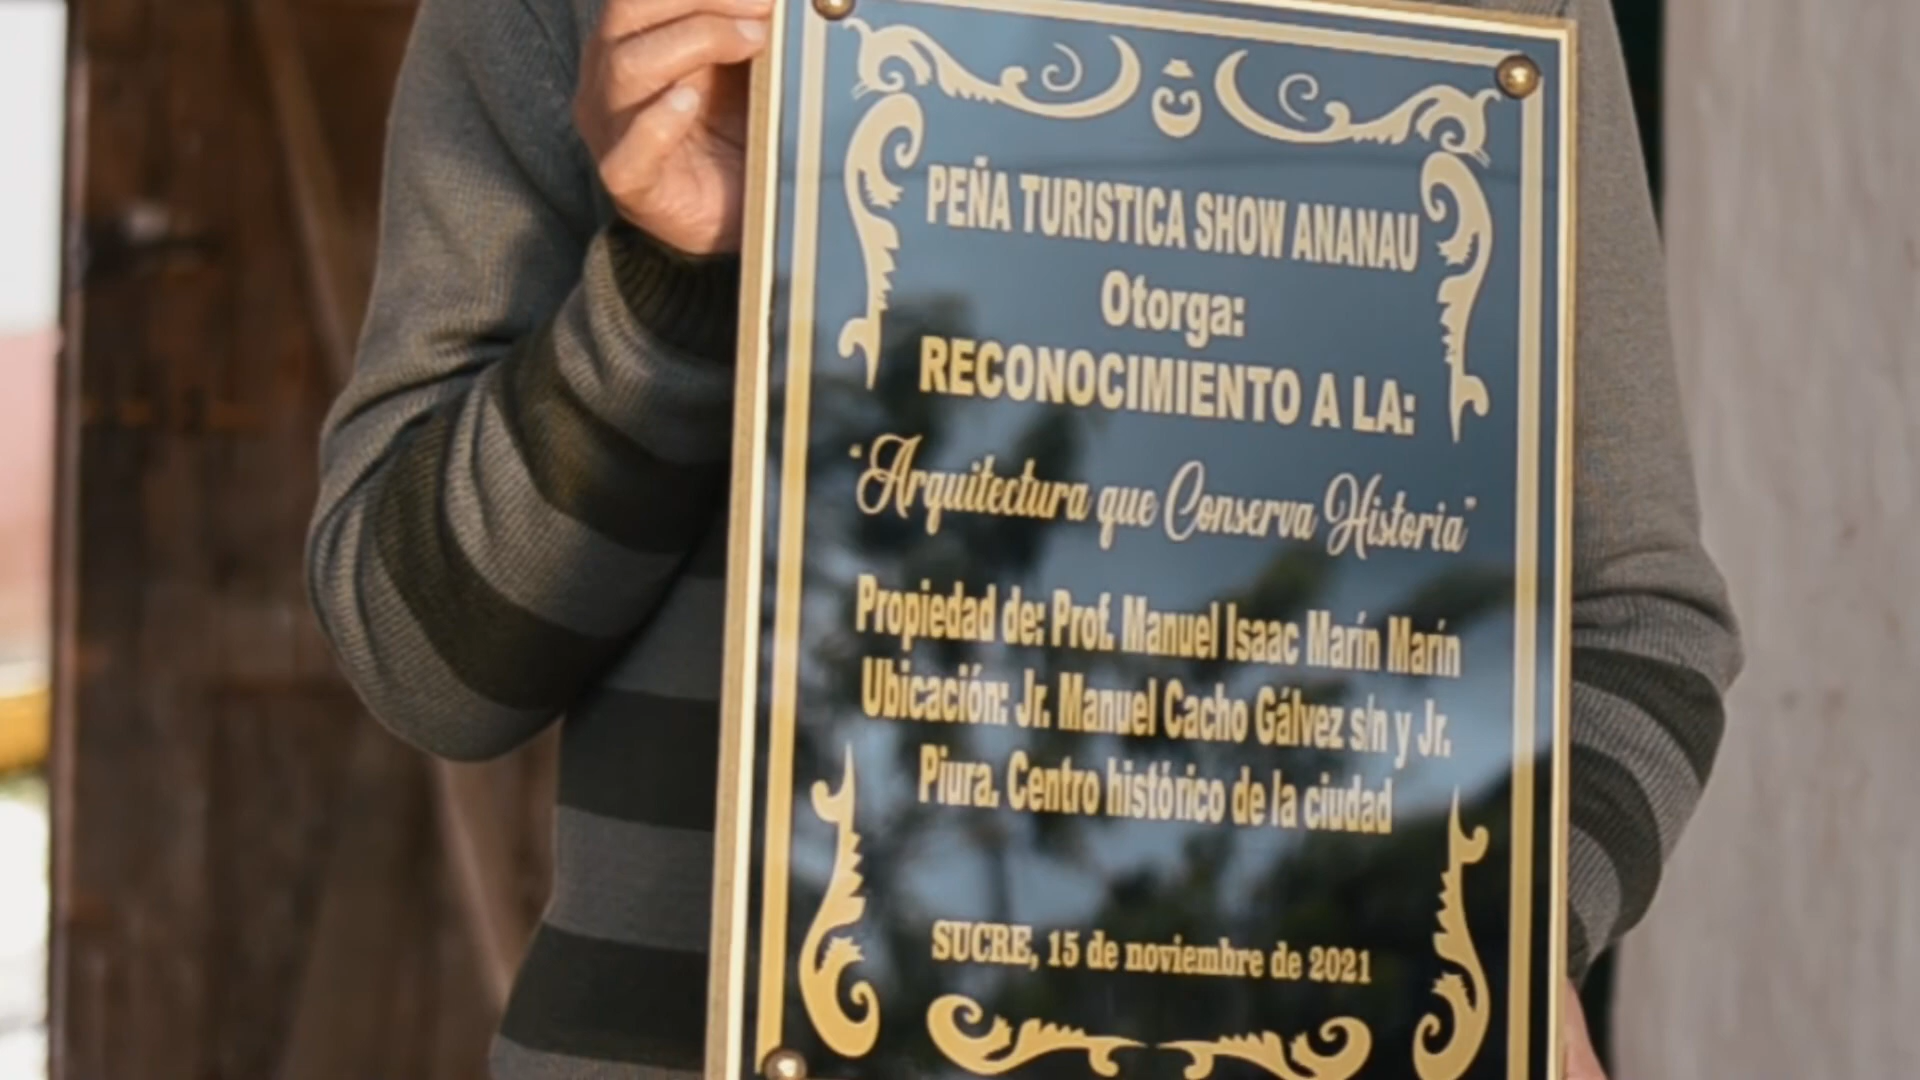 PEÑA TURISTICA SHOW ANANAU
Otorga:
RECONOCIMIENTO A LA:
"Arquitectura que Conserva Historia"
Propiedad de: Prof. Manuel Isaac Marín Marín
Ubicación: Jr. Manuel Cacho Gálvez s/n y Jr.
Piura. Centro histórico de la ciudad
SUCRE, 15 de noviembre de 2021